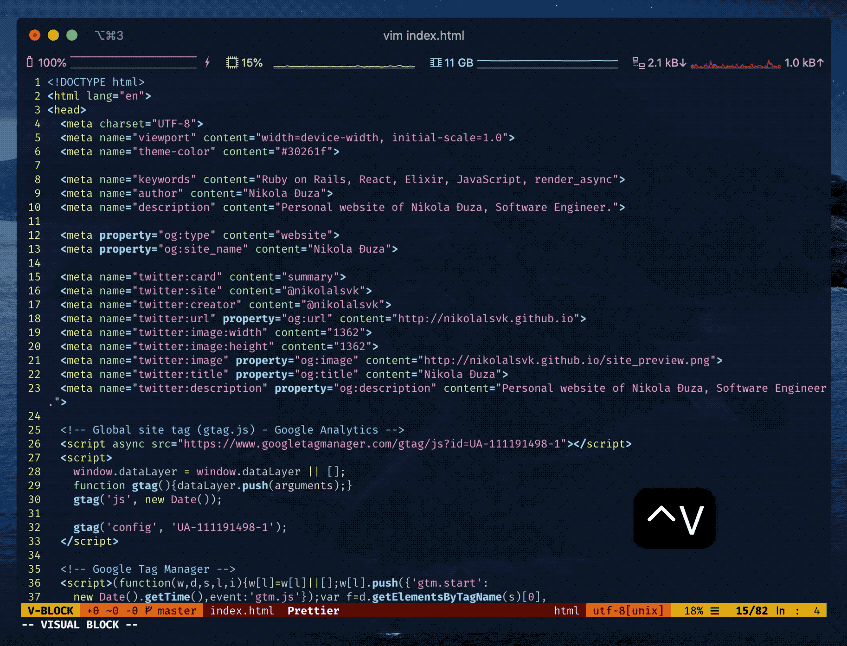 ⌥⌘3 vim index.html
100% 15% 11 GB 2.1 kB↓ 1.0 kB↑
1 <!DOCTYPE html>
2 <html lang="en">
3 <head>
4 <meta charset="UTF-8">
5 <meta name="viewport" content="width=device-width, initial-scale=1.0">
6 <meta name="theme-color" content="#30261f">
7
8 <meta name="keywords" content="Ruby on Rails, React, Elixir, JavaScript, render_async">
9 <meta name="author" content="Nikola Đuza">
10 <meta name="description" content="Personal website of Nikola Đuza, Software Engineer.">
11
12 <meta property="og:type" content="website">
13 <meta property="og:site_name" content="Nikola Đuza">
14
15 <meta name="twitter:card" content="summary">
16 <meta name="twitter:site" content="@nikolalsvk">
17 <meta name="twitter:creator" content="@nikolalsvk">
18 <meta name="twitter:url" property="og:url" content="http://nikolalsvk.github.io">
19 <meta name="twitter:image:width" content="1362">
20 <meta name="twitter:image:height" content="1362">
21 <meta name="twitter:image" property="og:image" content="http://nikolalsvk.github.io/site_preview.png">
22 <meta name="twitter:title" property="og:title" content="Nikola Đuza">
23 <meta name="twitter:description" property="og:description" content="Personal website of Nikola Đuza, Software Engineer
.">
24
25 <!-- Global site tag (gtag.js) - Google Analytics -->
26 <script async src="https://www.googletagmanager.com/gtag/js?id=UA-111191498-1"></script>
27 <script>
28 window.dataLayer = window.dataLayer || [];
29 function gtag(){dataLayer.push(arguments);}
30 gtag('js', new Date());
31
32 gtag('config', 'UA-111191498-1');
33 </script>
34
35 <!-- Google Tag Manager -->
36 <script>(function(w,d,s,l,i){w[l]=w[l]||[];w[l].push({'gtm.start':
37 new Date().getTime(),event:'gtm.js'});var f=d.getElementsByTagName(s)[0],
^V
V-BLOCK +0 ~0 -0 master index.html Prettier html utf-8[unix] 18% ☰ 15/82 ln : 4
-- VISUAL BLOCK --